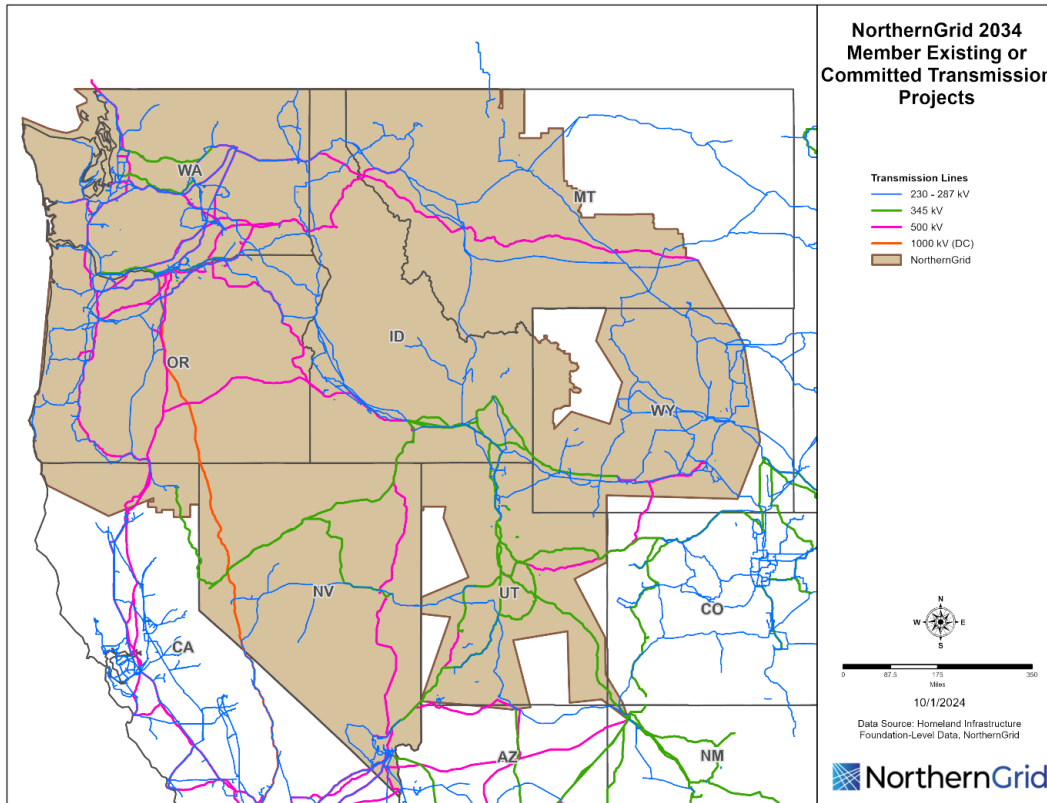 NorthernGrid 2034
Member Existing or
Committed Transmission
Projects
Transmission Lines
230 - 287 kV
345 kV
500 kV
1000 kV (DC)
NorthernGrid
WA
MT
OR
ID
WY
NV
UT
CO
CA
AZ
NM
N
W E
S
0 87.5 175 350
Miles
10/1/2024
Data Source: Homeland Infrastructure
Foundation-Level Data, NorthernGrid
NorthernGrid